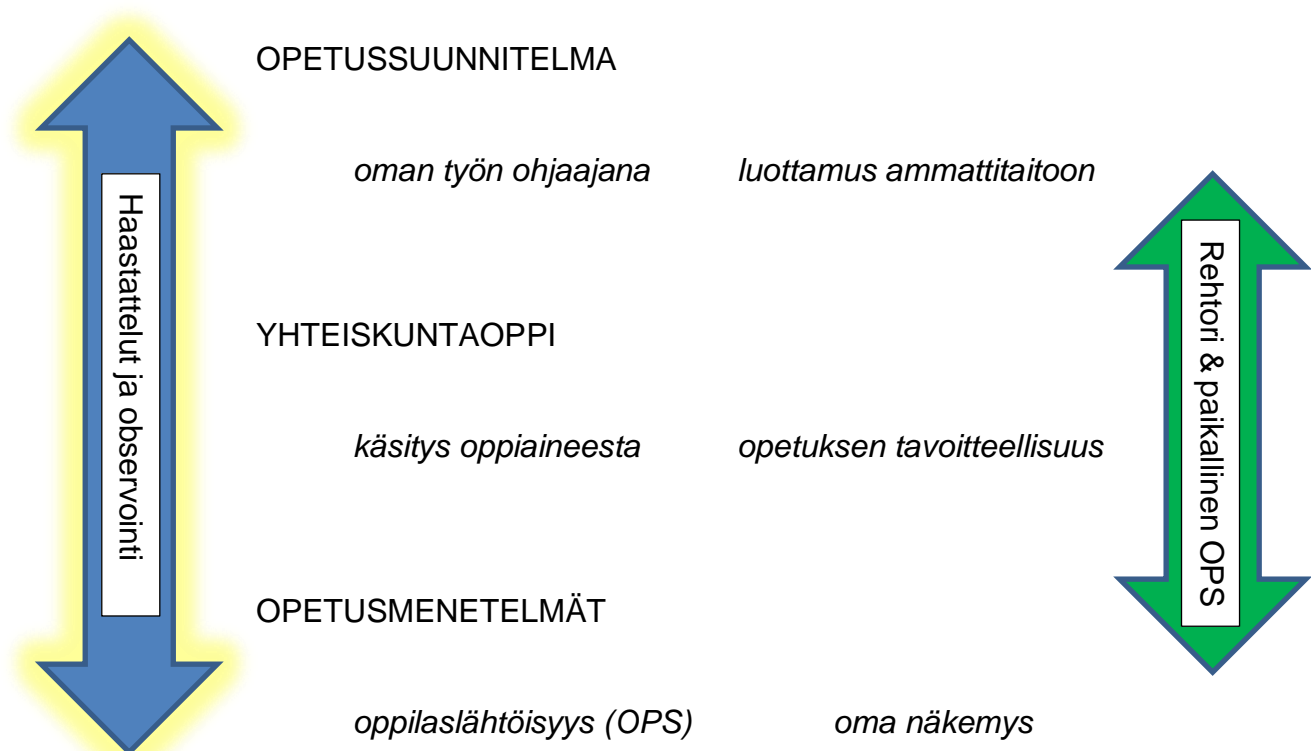 OPETUSSUUNNITELMA
oman työn ohjaajana luottamus ammattitaitoon
YHTEISKUNTAOPPI
käsitys oppiaineesta opetuksen tavoitteellisuus
OPETUSMENETELMÄT
oppilaslähtöisyys (OPS) oma näkemys
Haastattelut ja observointi
Rehtori & paikallinen OPS